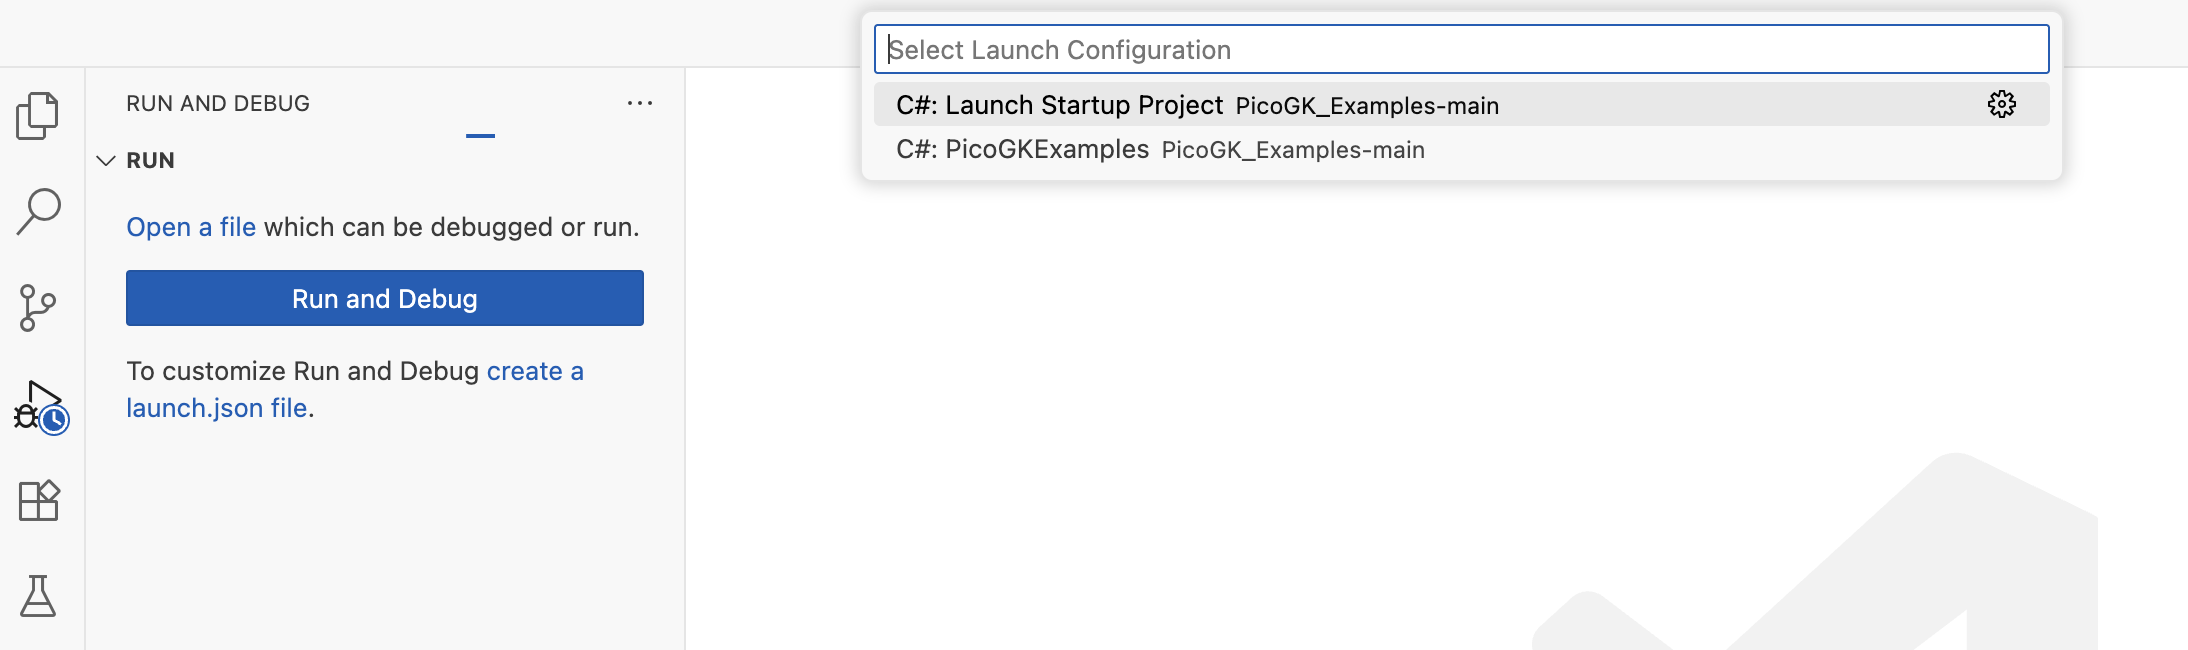 Select Launch Configuration
C#: Launch Startup Project PicoGK_Examples-main
C#: PicoGKExamples PicoGK_Examples-main
RUN AND DEBUG
RUN
Open a file which can be debugged or run.
Run and Debug
To customize Run and Debug create a
launch.json file.